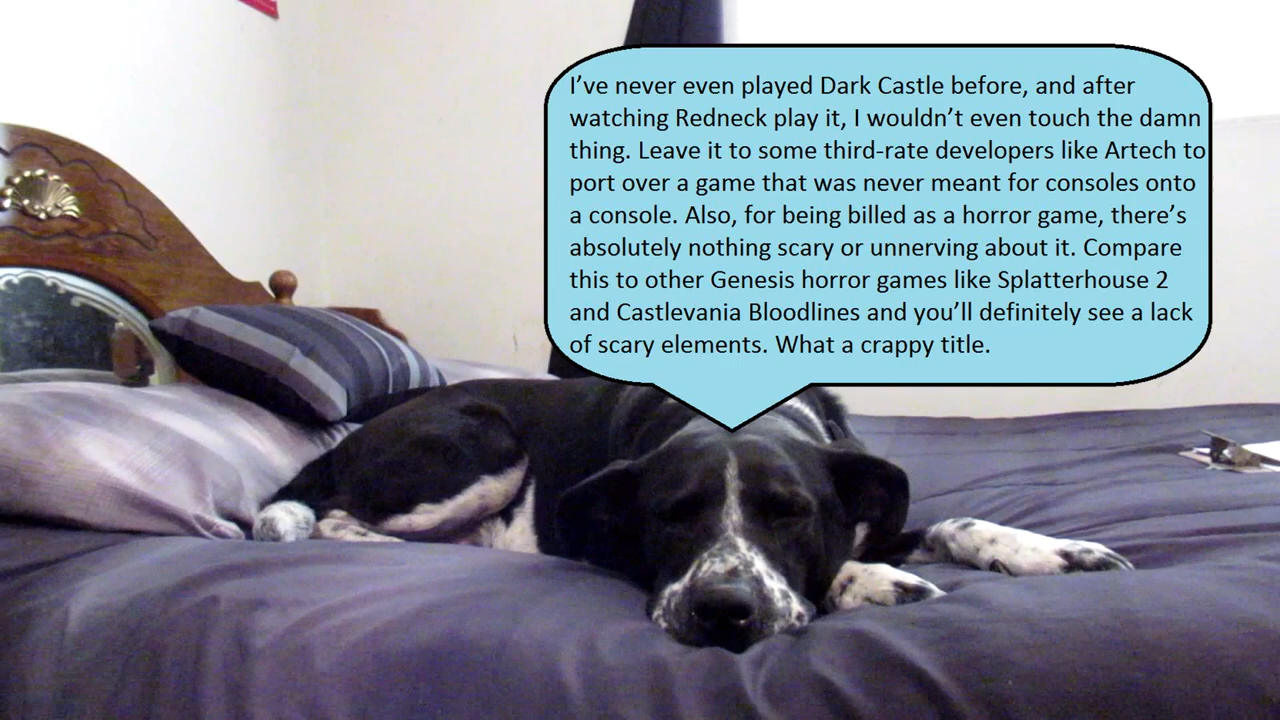 I’ve never even played Dark Castle before, and after
watching Redneck play it, I wouldn’t even touch the damn
thing. Leave it to some third-rate developers like Artech to
port over a game that was never meant for consoles onto
a console. Also, for being billed as a horror game, there’s
absolutely nothing scary or unnerving about it. Compare
this to other Genesis horror games like Splatterhouse 2
and Castlevania Bloodlines and you’ll definitely see a lack
of scary elements. What a crappy title.